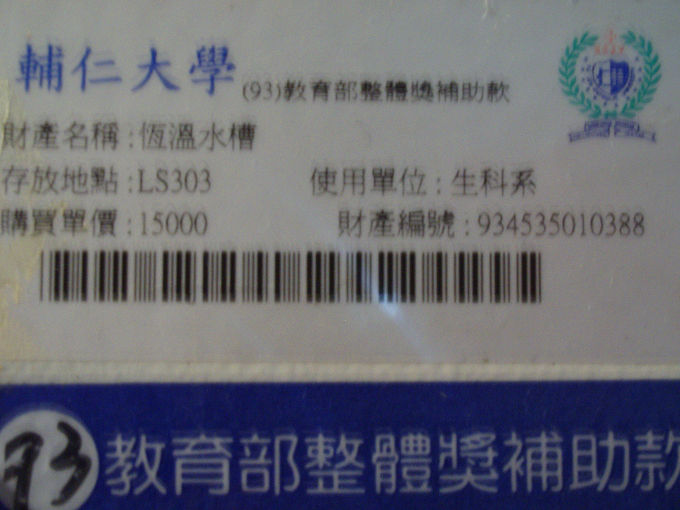 輔仁大學 (93)教育部整體獎補助款
財產名稱:恆溫水槽
存放地點:LS303 使用單位:生科系
購買單價:15000 財產編號:934535010388
93 教育部整體獎補助款